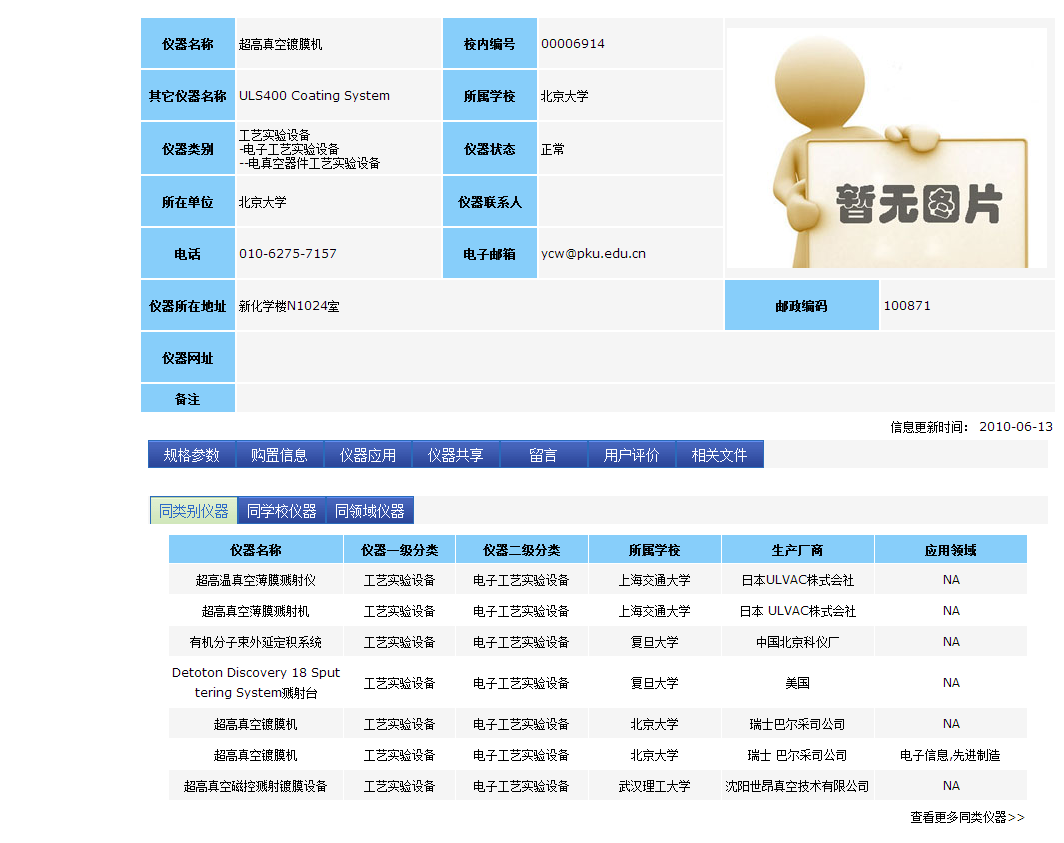 仪器名称 超高真空镀膜机 校内编号 00006914
其它仪器名称 ULS400 Coating System 所属学校 北京大学
仪器类别 工艺实验设备
-电子工艺实验设备
--电真空器件工艺实验设备
仪器状态 正常
所在单位 北京大学 仪器联系人
电话 010-6275-7157 电子邮箱 ycw@pku.edu.cn
暂无图片
仪器所在地址 新化学楼N1024室 邮政编码 100871
仪器网址
备注
信息更新时间： 2010-06-13
规格参数 购置信息 仪器应用 仪器共享 留言 用户评价 相关文件
同类别仪器 同学校仪器 同领域仪器
仪器名称 仪器一级分类 仪器二级分类 所属学校 生产厂商 应用领域
超高温真空薄膜溅射仪 工艺实验设备 电子工艺实验设备 上海交通大学 日本ULVAC株式会社 NA
超高真空薄膜溅射机 工艺实验设备 电子工艺实验设备 上海交通大学 日本 ULVAC株式会社 NA
有机分子束外延定积系统 工艺实验设备 电子工艺实验设备 复旦大学 中国北京科仪厂 NA
Detoton Discovery 18 Sput
tering System溅射台 工艺实验设备 电子工艺实验设备 复旦大学 美国 NA
超高真空镀膜机 工艺实验设备 电子工艺实验设备 北京大学 瑞士巴尔采司公司 NA
超高真空镀膜机 工艺实验设备 电子工艺实验设备 北京大学 瑞士 巴尔采司公司 电子信息,先进制造
超高真空磁控溅射镀膜设备 工艺实验设备 电子工艺实验设备 武汉理工大学 沈阳世昂真空技术有限公司 NA
查看更多同类仪器>>